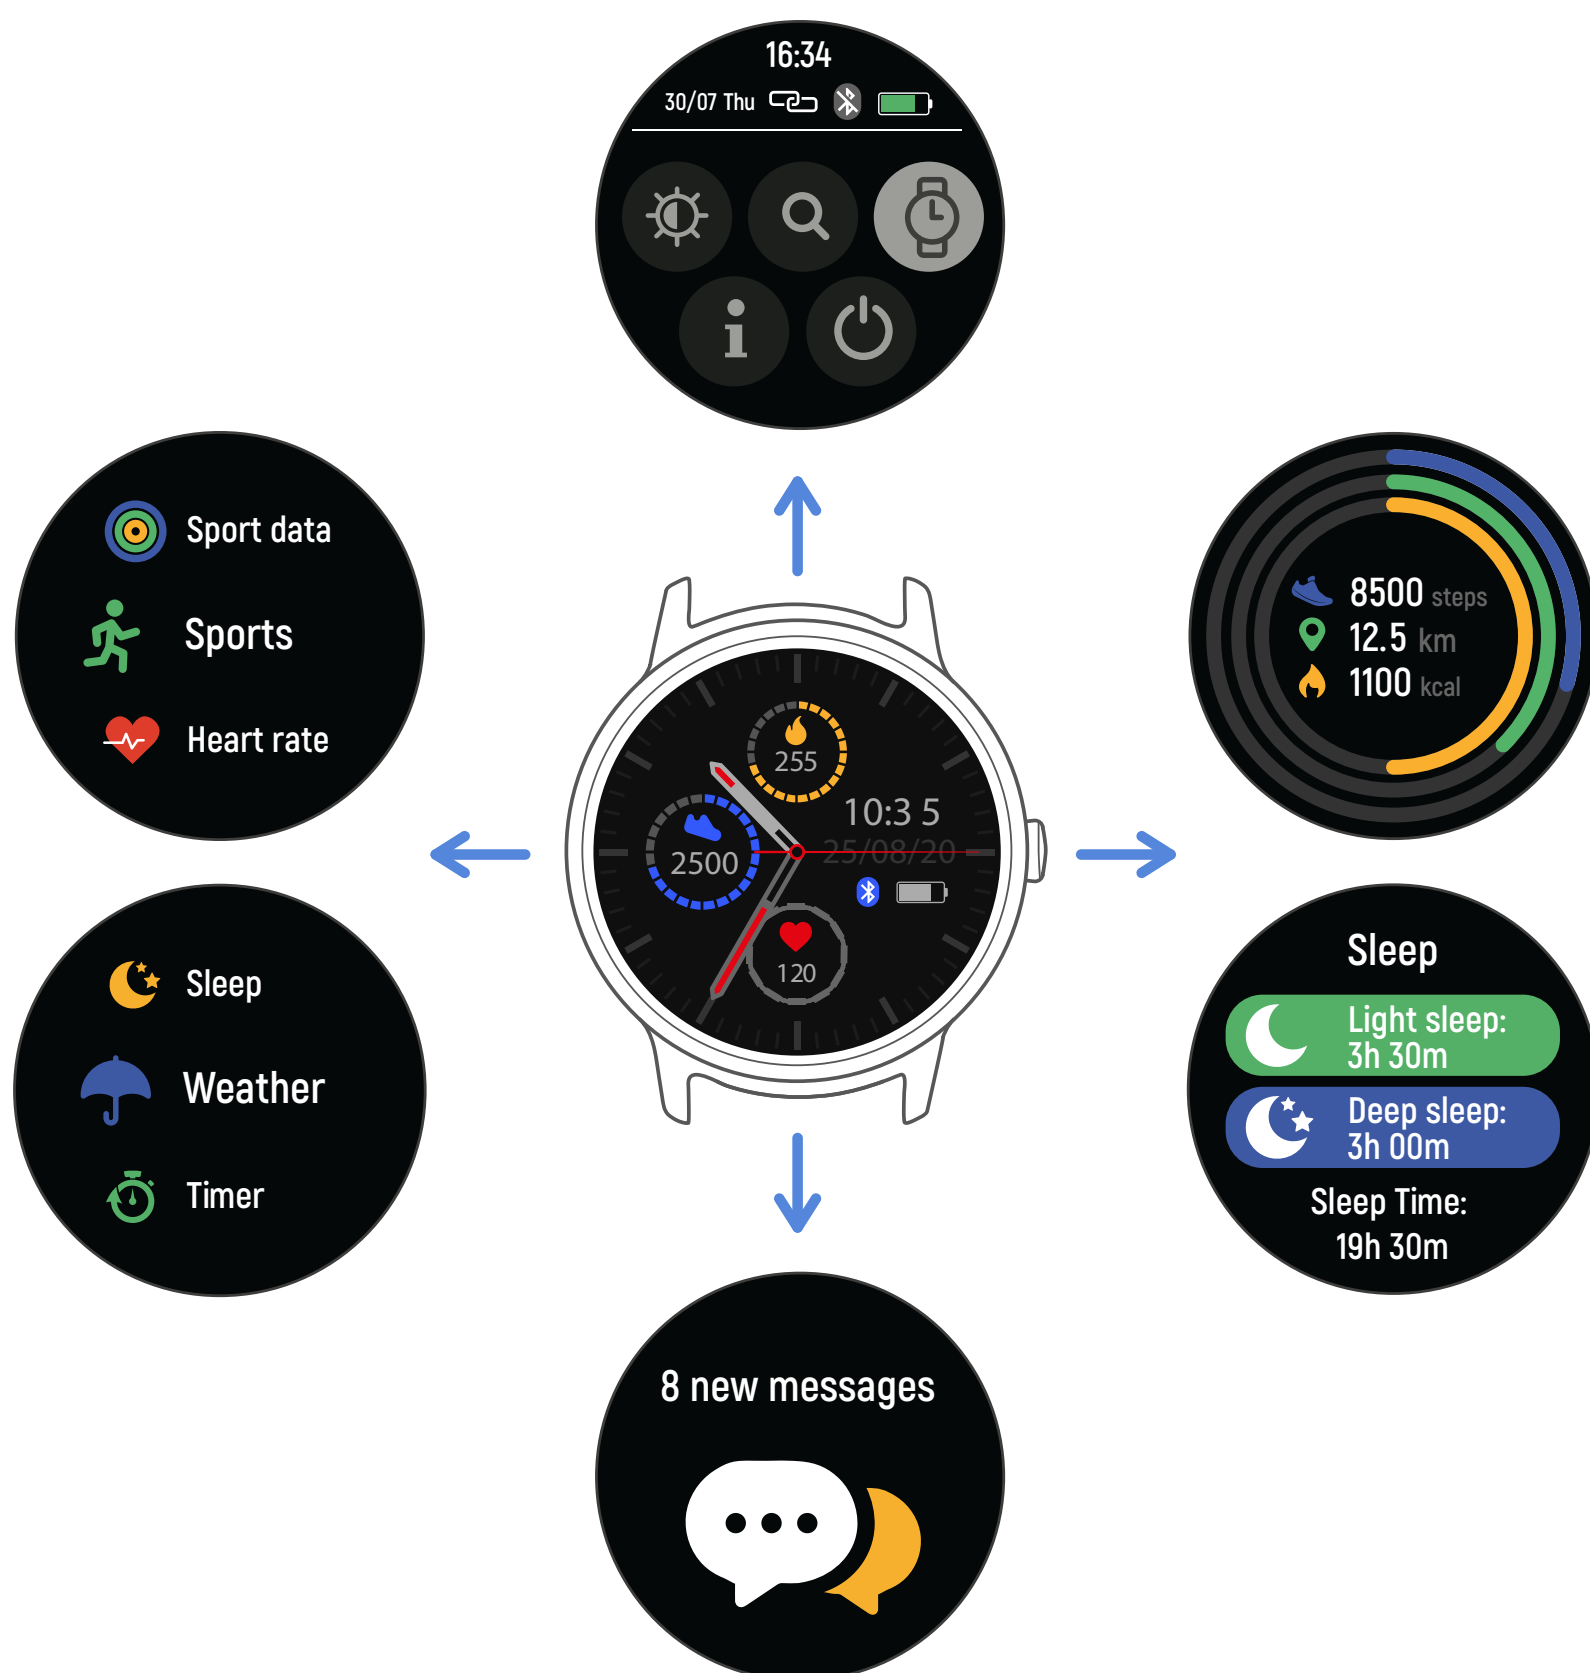 16:34
30/07 Thu
Sport data
Sports
Heart rate
8500 steps
12.5 km
1100 kcal
255
10:3 5
25/08/20
2500
120
Sleep
Weather
Timer
Sleep
Light sleep:
3h 30m
Deep sleep:
3h 00m
Sleep Time:
19h 30m
8 new messages